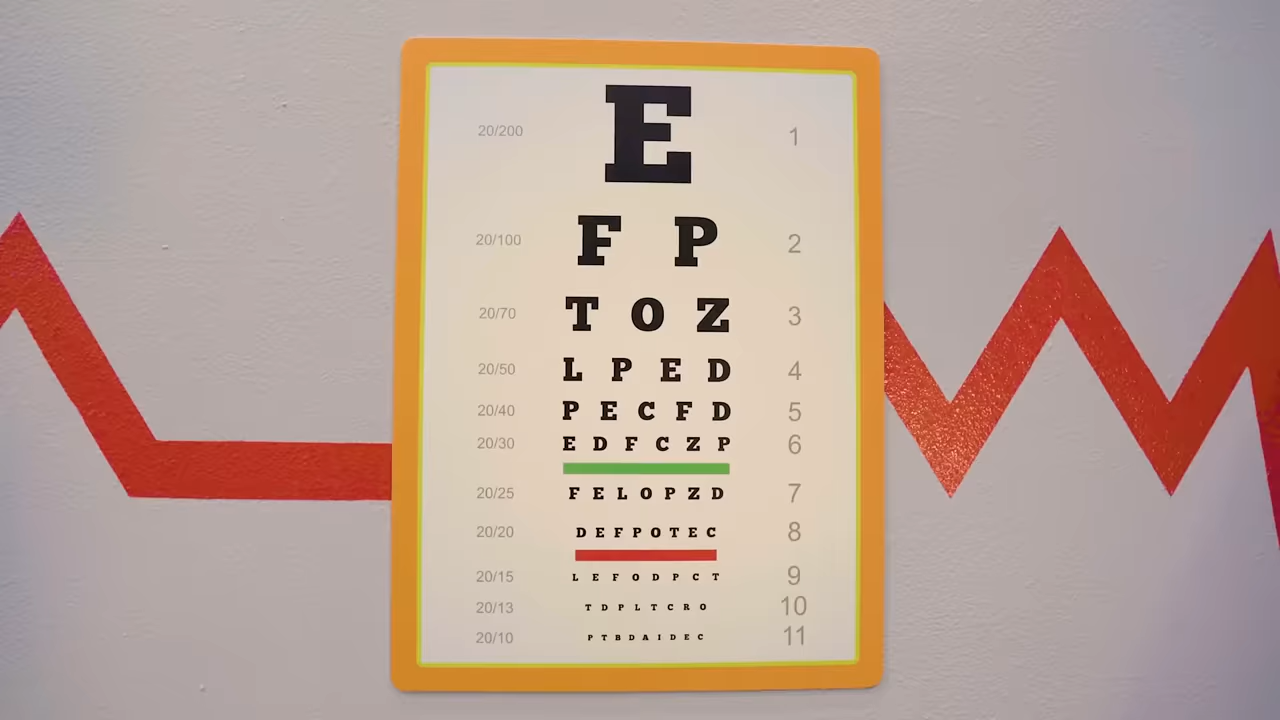 20/200 E 1
20/100 F P 2
20/70 T O Z 3
20/50 L P E D 4
20/40 P E C F D 5
20/30 E D F C Z P 6
20/25 F E L O P Z D 7
20/20 D E F P O T E C 8
20/15 L E F O D P C T 9
20/13 T D P L T C R O 10
20/10 P T B D A I D E C 11